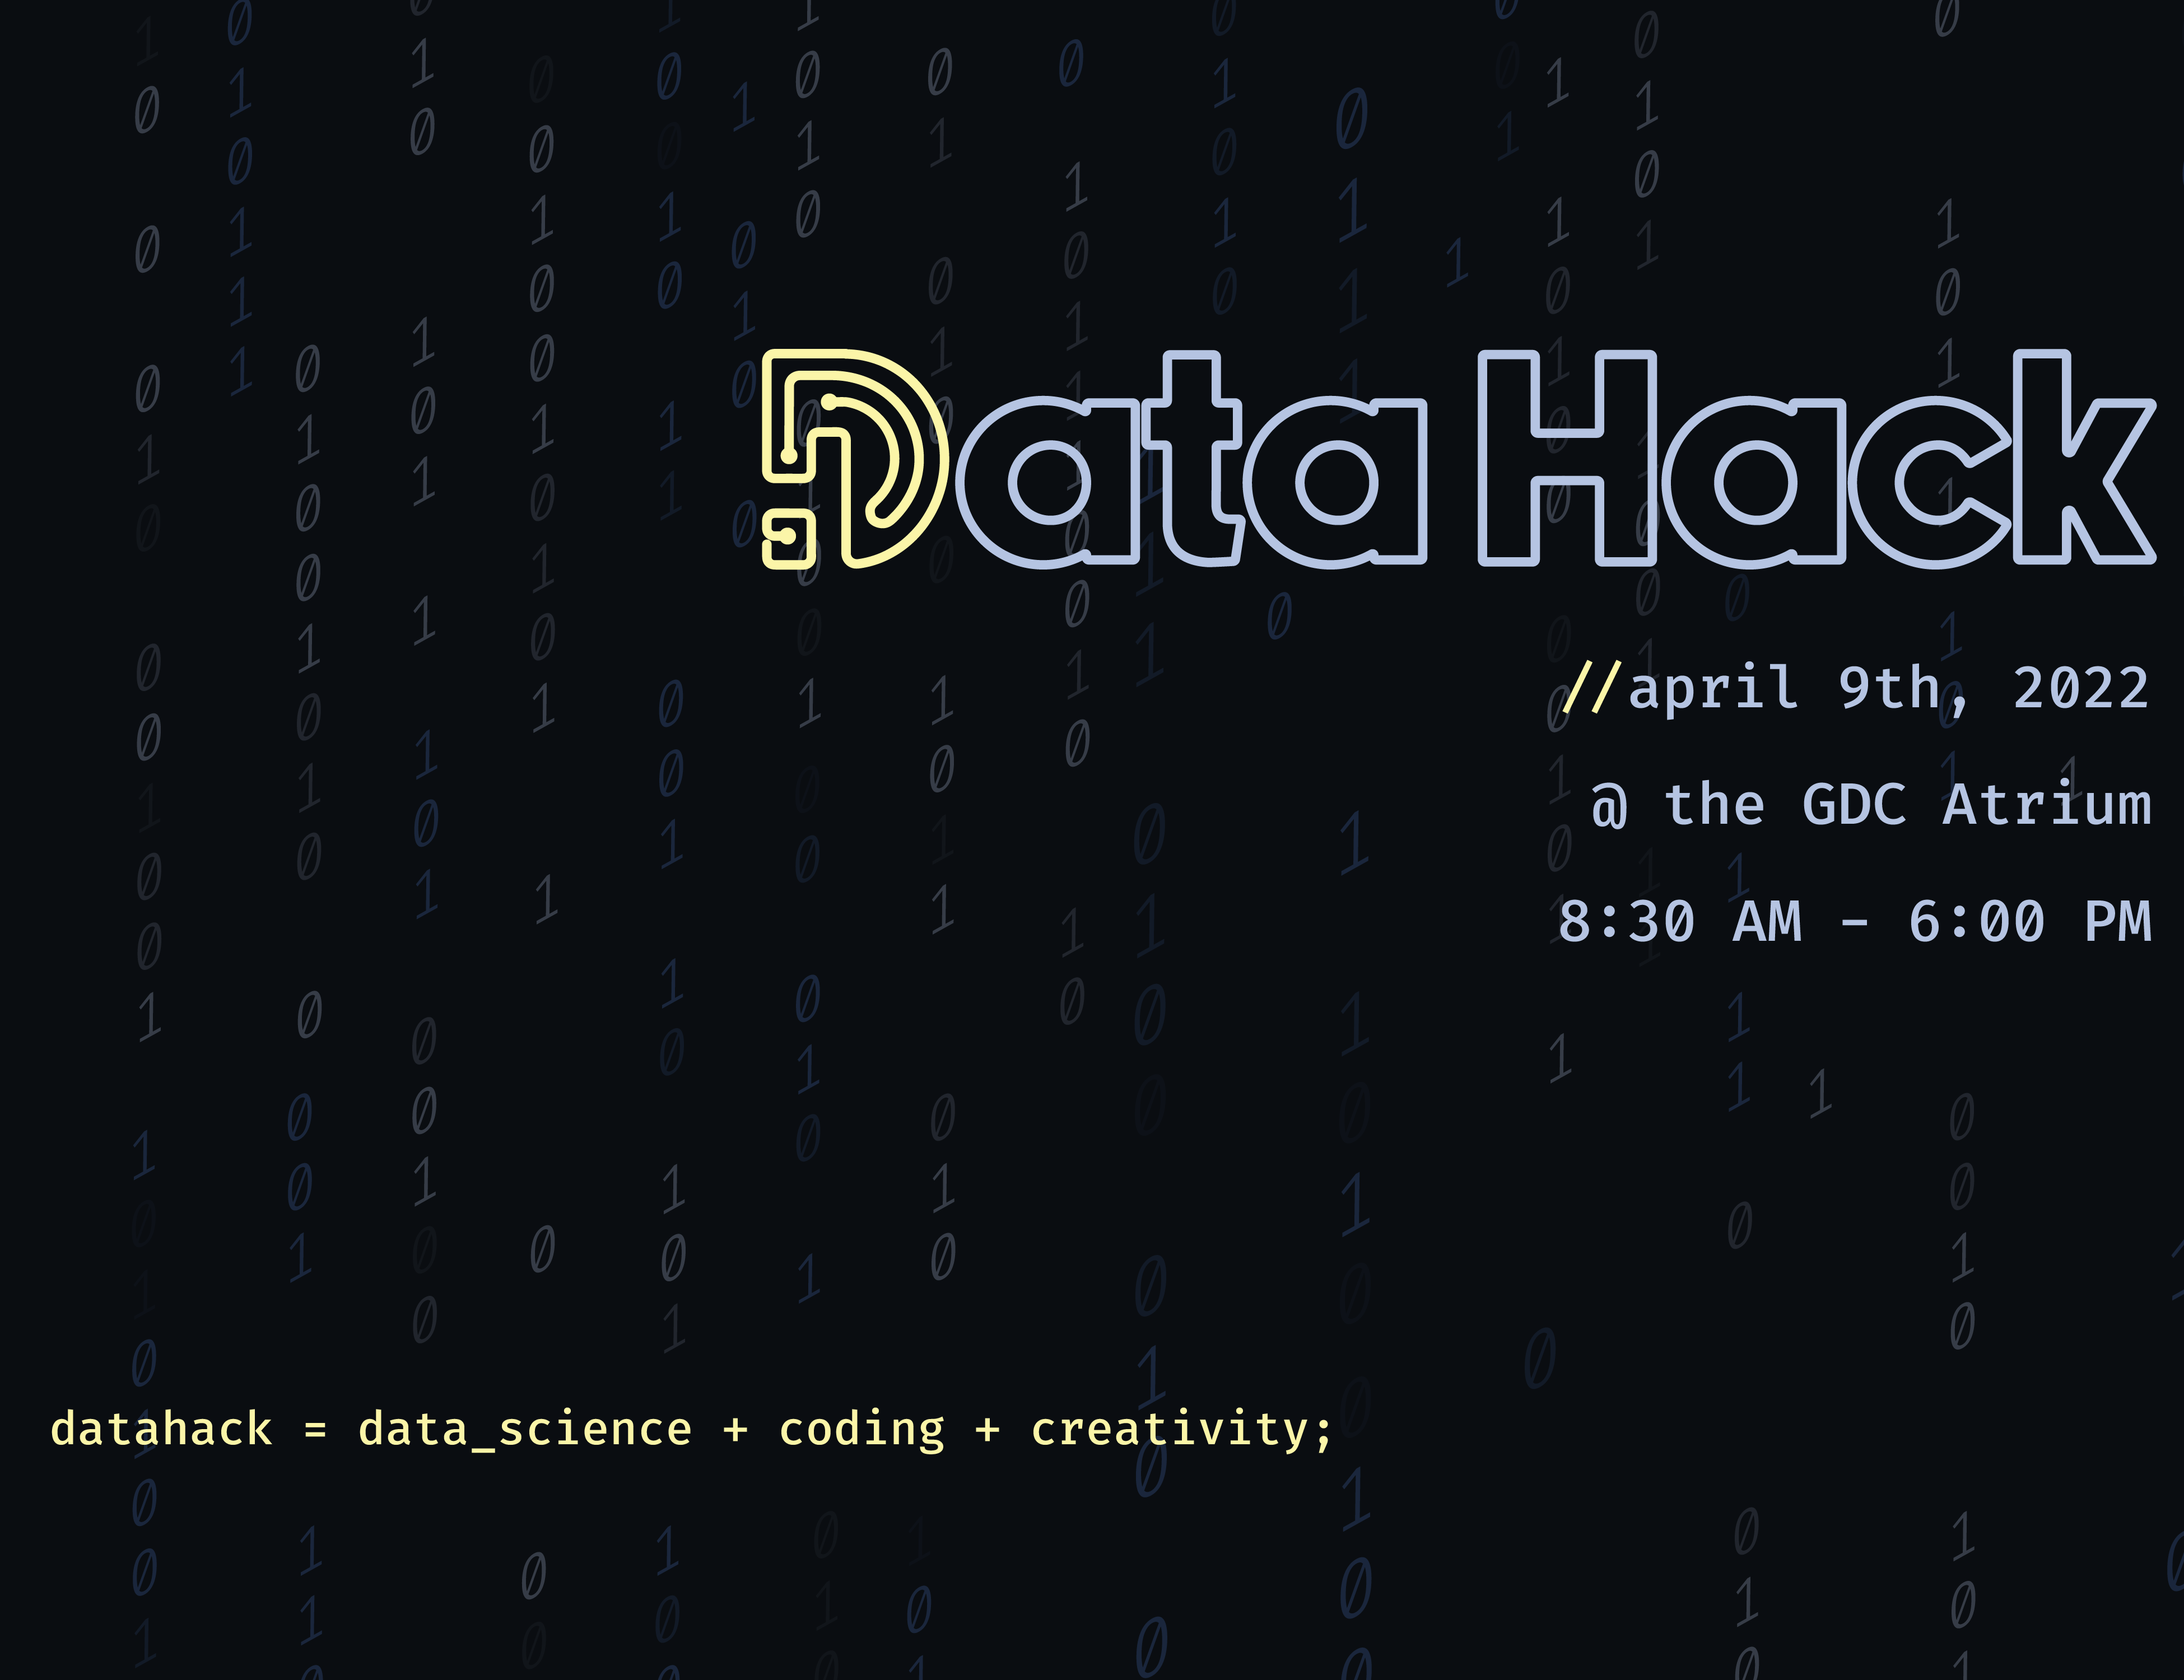 Data Hack
//april 9th, 2022
@ the GDC Atrium
8:30 AM – 6:00 PM
datahack = data_science + coding + creativity;